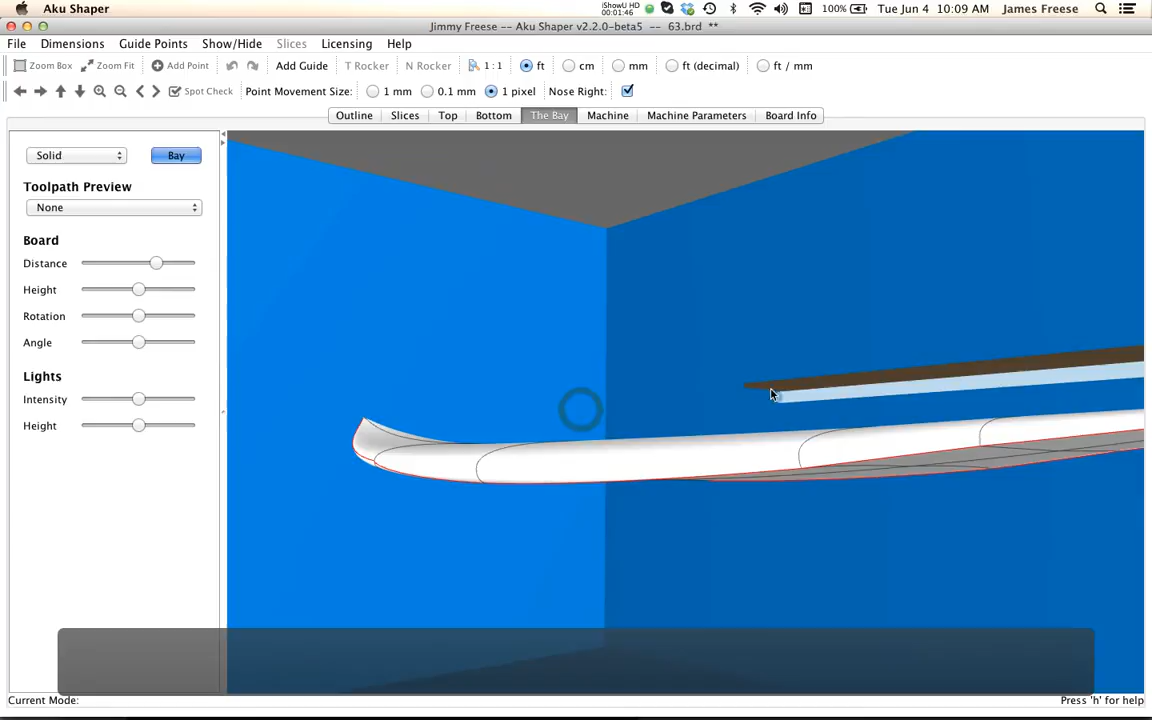 Aku Shaper
iShowU HD
00:01:46
100%
Tue Jun 4 10:09 AM
James Freese
Jimmy Freese -- Aku Shaper v2.2.0-beta5 -- 63.brd **
File Dimensions Guide Points Show/Hide Slices Licensing Help
Zoom Box Zoom Fit Add Point Add Guide T Rocker N Rocker 1:1 ft cm mm ft (decimal) ft / mm
Spot Check Point Movement Size: 1 mm 0.1 mm 1 pixel Nose Right:
Outline Slices Top Bottom The Bay Machine Machine Parameters Board Info
Solid Bay
Toolpath Preview
None
Board
Distance
Height
Rotation
Angle
Lights
Intensity
Height
Current Mode: Press 'h' for help